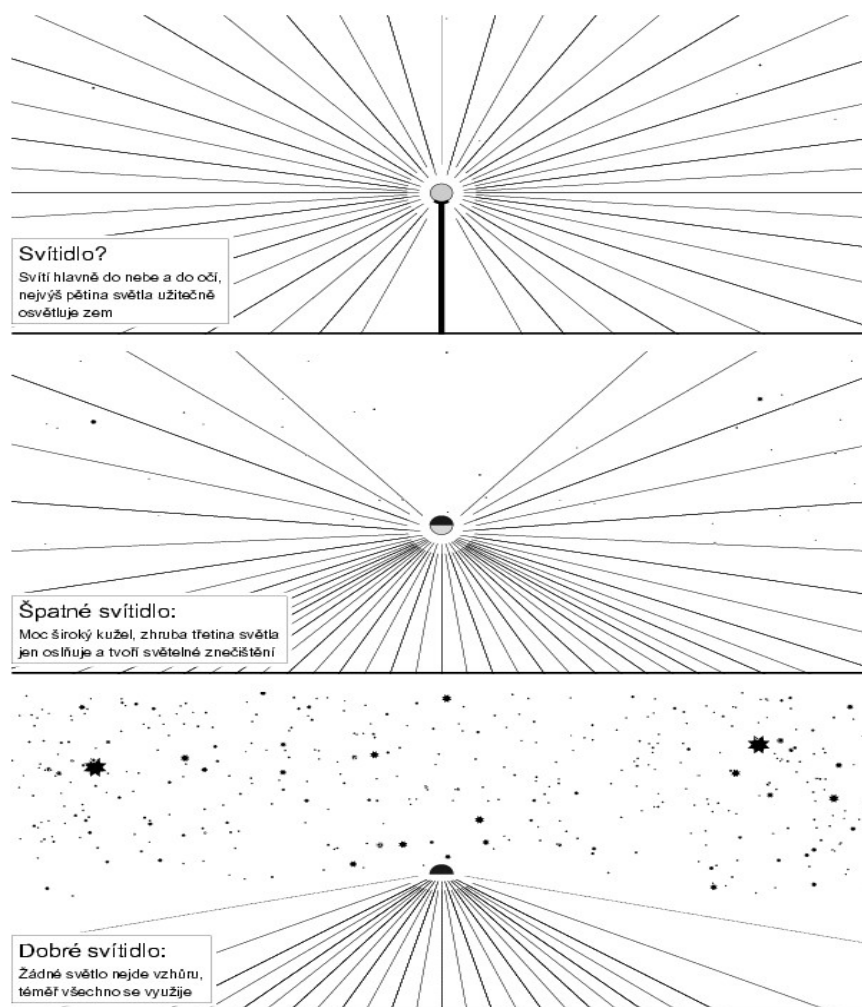 Svítidlo?
Svítí hlavně do nebe a do očí,
nejvýš pětina světla užitečně
osvětluje zem
Špatné svítidlo:
Moc široký kužel, zhruba třetina světla
jen oslňuje a tvoří světelné znečištění
Dobré svítidlo:
Žádné světlo nejde vzhůru,
téměř všechno se využije